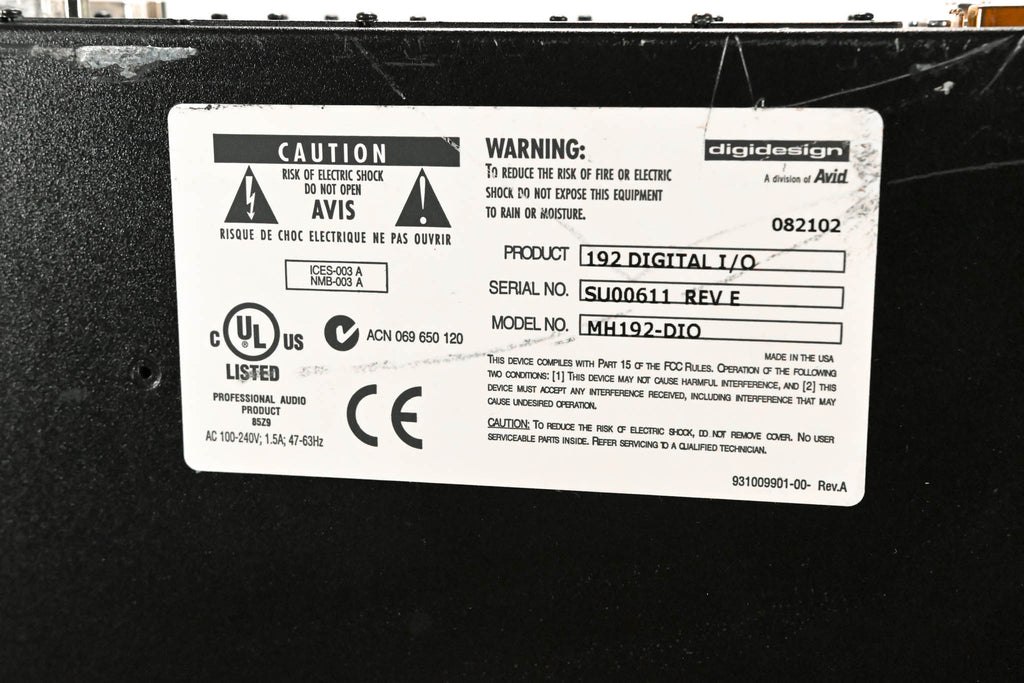 CAUTION
RISK OF ELECTRIC SHOCK
DO NOT OPEN
AVIS
RISQUE DE CHOC ELECTRIQUE NE PAS OUVRIR
ICES-003 A
NMB-003 A
C UL ® US
LISTED
ACN 069 650 120
PROFESSIONAL AUDIO
PRODUCT
85Z9
AC 100-240V; 1.5A; 47-63Hz
CE
WARNING:
TO REDUCE THE RISK OF FIRE OR ELECTRIC
SHOCK DO NOT EXPOSE THIS EQUIPMENT
TO RAIN OR MOISTURE.
digidesign
A division of Avid
082102
PRODUCT 192 DIGITAL I/O
SERIAL NO. SU00611 REV E
MODEL NO. MH192-DIO
MADE IN THE USA
THIS DEVICE COMPLIES WITH PART 15 OF THE FCC RULES. OPERATION OF THE FOLLOWING
TWO CONDITIONS: [1] THIS DEVICE MAY NOT CAUSE HARMFUL INTERFERENCE, AND [2] THIS
DEVICE MUST ACCEPT ANY INTERFERENCE RECEIVED, INCLUDING INTERFERENCE THAT MAY
CAUSE UNDESIRED OPERATION.
CAUTION: TO REDUCE THE RISK OF ELECTRIC SHOCK, DO NOT REMOVE COVER. NO USER
SERVICEABLE PARTS INSIDE. REFER SERVICING TO A QUALIFIED TECHNICIAN.
931009901-00- Rev.A